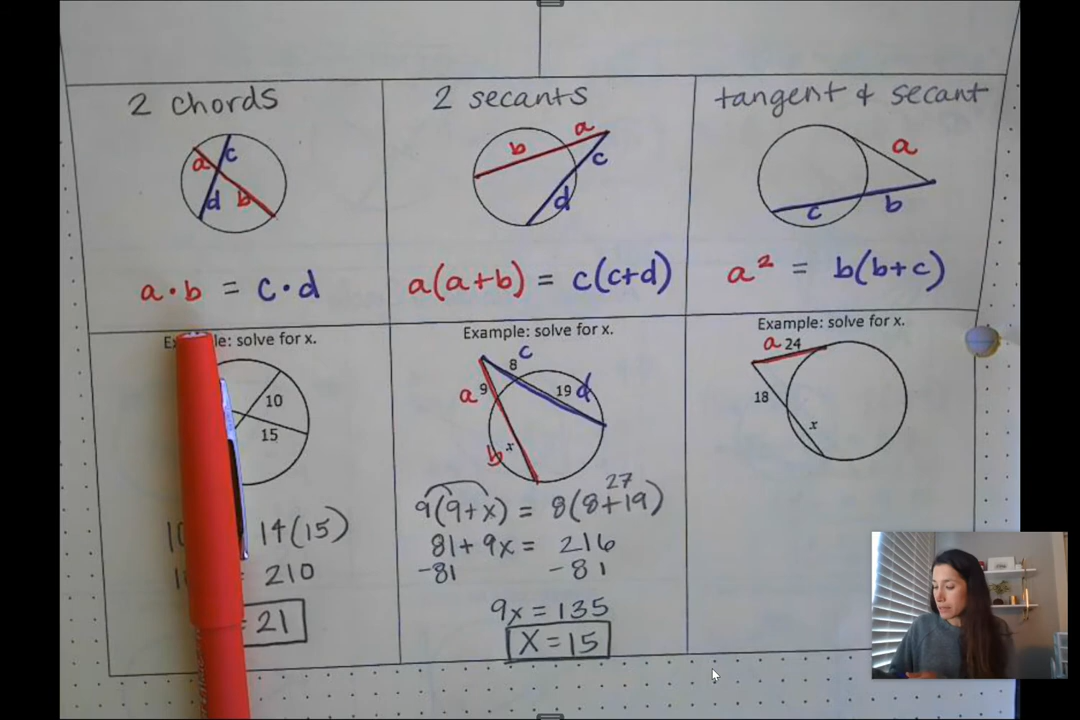 2 chords
a c
d b
a • b = c • d
2 secants
a
b
c
d
a(a+b) = c(c+d)
tangent & secant
a
c b
a² = b(b+c)
Example: solve for x.
10
15
14(15)
= 210
= 21
Example: solve for x.
8 c
a 9 19 d
b x
27
9(9+x) = 8(8+19)
81 + 9x = 216
-81 -81
9x = 135
x = 15
Example: solve for x.
a 24
18
x